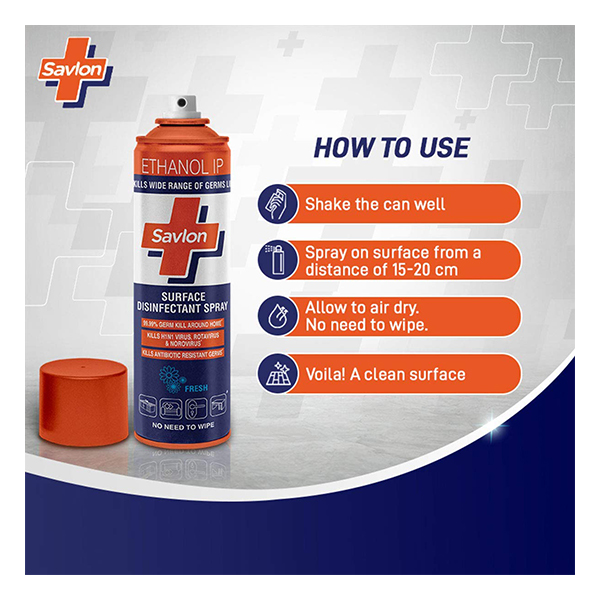 Savlon
ETHANOL IP
KILLS WIDE RANGE OF GERMS
Savlon
SURFACE
DISINFECTANT SPRAY
99.99% GERM KILL AROUND HOME
KILLS H1N1 VIRUS, ROTAVIRUS
& NOROVIRUS
KILLS ANTIBIOTIC RESISTANT GERMS
FRESH
NO NEED TO WIPE
HOW TO USE
Shake the can well
Spray on surface from a
distance of 15-20 cm
Allow to air dry.
No need to wipe.
Voila! A clean surface